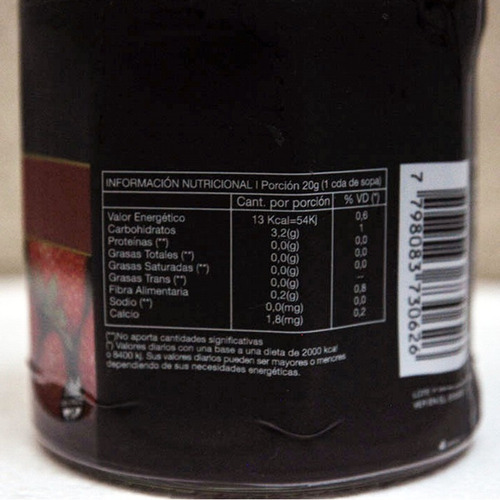 INFORMACIÓN NUTRICIONAL | Porción 20g (1 cda de sopa)
Cant. por porción % VD (*)
Valor Energético 13 Kcal=54Kj 0,6
Carbohidratos 3,2(g) 1
Proteínas (**) 0,0(g) 0,0
Grasas Totales (**) 0,0(g) 0,0
Grasas Saturadas (**) 0,0(g) 0,0
Grasas Trans (**) 0,0(g) --
Fibra Alimentaria 0,2(g) 0,8
Sodio (**) 0,0(mg) 0,0
Calcio 1,8(mg) 0,2
(**)No aporta cantidades significativas
(*) Valores diarios con una base a una dieta de 2000 kcal
o 8400 kj. Sus valores diarios pueden ser mayores o menores
dependiendo de sus necesidades energéticas.
7 798083 730626
LOTE
VER EN EL